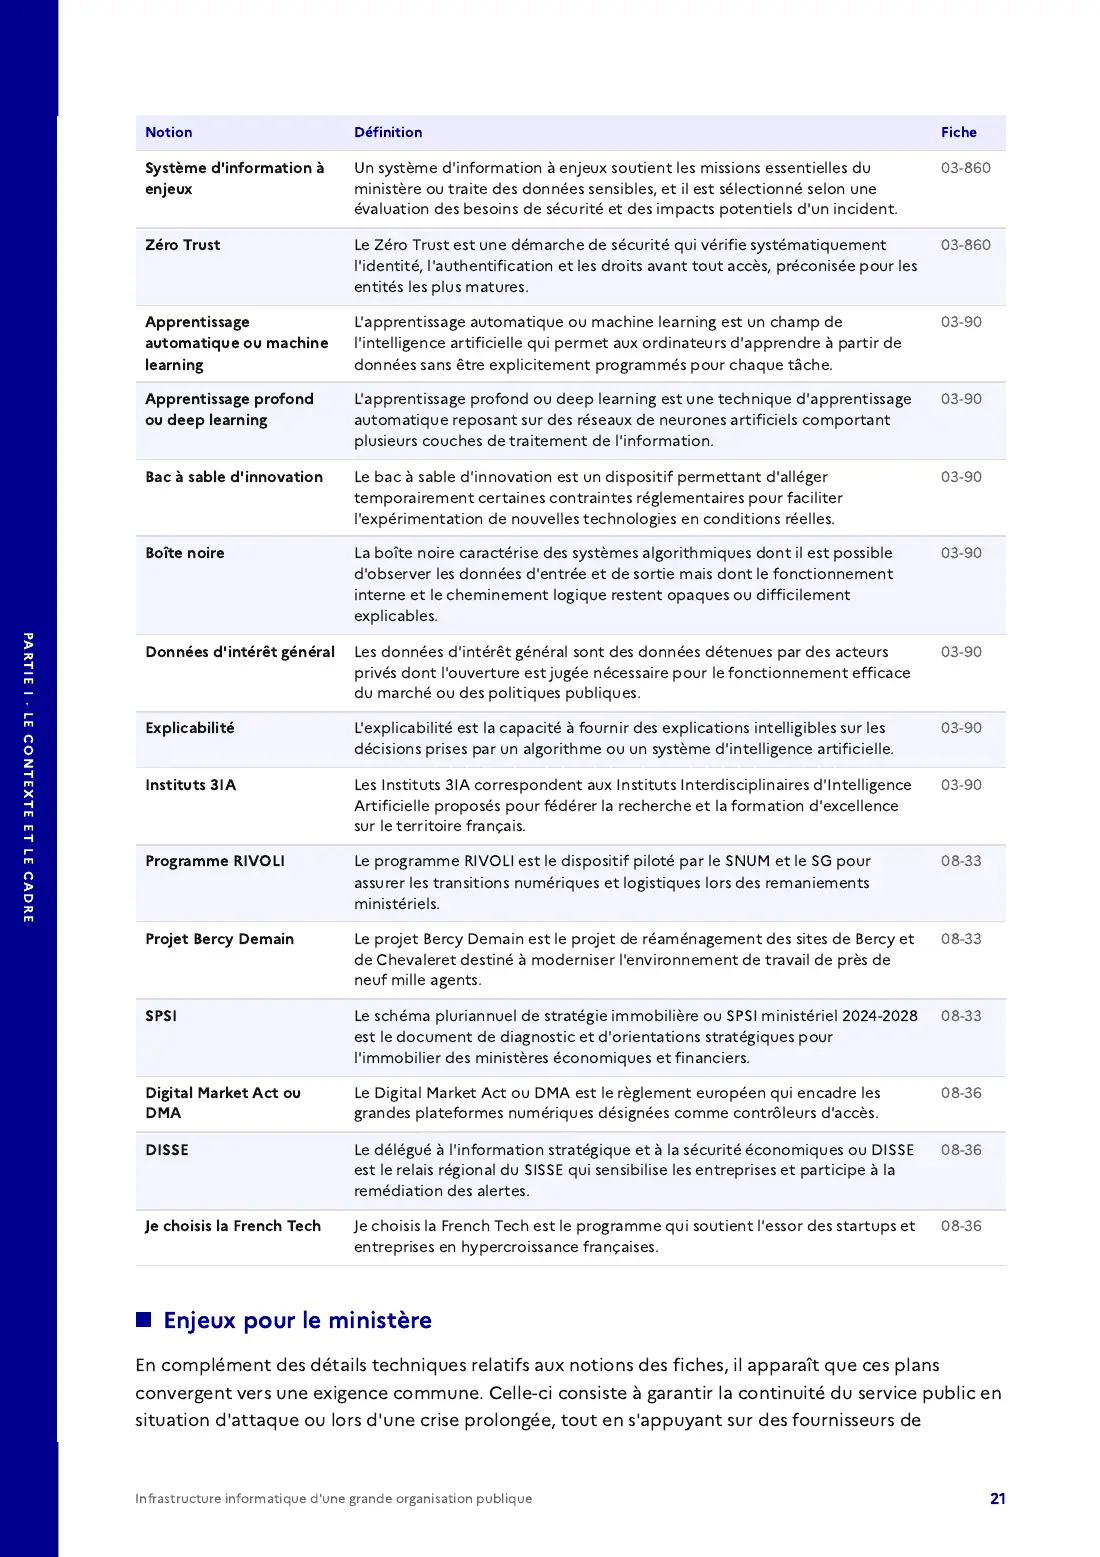 Notion Définition Fiche
Système d'information à enjeux
Un système d'information à enjeux soutient les missions essentielles du
ministère ou traite des données sensibles, et il est sélectionné selon une
évaluation des besoins de sécurité et des impacts potentiels d'un incident.
03-860
Zéro Trust
Le Zéro Trust est une démarche de sécurité qui vérifie systématiquement
l'identité, l'authentification et les droits avant tout accès, préconisée pour les
entités les plus matures.
03-860
Apprentissage
automatique ou machine
learning
L'apprentissage automatique ou machine learning est un champ de
l'intelligence artificielle qui permet aux ordinateurs d'apprendre à partir de
données sans être explicitement programmés pour chaque tâche.
03-90
Apprentissage profond
ou deep learning
L'apprentissage profond ou deep learning est une technique d'apprentissage
automatique reposant sur des réseaux de neurones artificiels comportant
plusieurs couches de traitement de l'information.
03-90
Bac à sable d'innovation
Le bac à sable d'innovation est un dispositif permettant d'alléger
temporairement certaines contraintes réglementaires pour faciliter
l'expérimentation de nouvelles technologies en conditions réelles.
03-90
Boîte noire
La boîte noire caractérise des systèmes algorithmiques dont il est possible
d'observer les données d'entrée et de sortie mais dont le fonctionnement
interne et le cheminement logique restent opaques ou difficilement
explicables.
03-90
Données d'intérêt général
Les données d'intérêt général sont des données détenues par des acteurs
privés dont l'ouverture est jugée nécessaire pour le fonctionnement efficace
du marché ou des politiques publiques.
03-90
Explicabilité
L'explicabilité est la capacité à fournir des explications intelligibles sur les
décisions prises par un algorithme ou un système d'intelligence artificielle.
03-90
Instituts 3IA
Les Instituts 3IA correspondent aux Instituts Interdisciplinaires d'Intelligence
Artificielle proposés pour fédérer la recherche et la formation d'excellence
sur le territoire français.
03-90
Programme RIVOLI
Le programme RIVOLI est le dispositif piloté par le SNUM et le SG pour
assurer les transitions numériques et logistiques lors des remaniements
ministériels.
08-33
Projet Bercy Demain
Le projet Bercy Demain est le projet de réaménagement des sites de Bercy et
de Chevaleret destiné à moderniser l'environnement de travail de près de
neuf mille agents.
08-33
SPSI
Le schéma pluriannuel de stratégie immobilière ou SPSI ministériel 2024-2028
est le document de diagnostic et d'orientations stratégiques pour
l'immobilier des ministères économiques et financiers.
08-33
Digital Market Act ou
DMA
Le Digital Market Act ou DMA est le règlement européen qui encadre les
grandes plateformes numériques désignées comme contrôleurs d'accès.
08-36
DISSE
Le délégué à l'information stratégique et à la sécurité économiques ou DISSE
est le relais régional du SISSE qui sensibilise les entreprises et participe à la
remédiation des alertes.
08-36
Je choisis la French Tech
Je choisis la French Tech est le programme qui soutient l'essor des startups et
entreprises en hypercroissance françaises.
08-36
Enjeux pour le ministère
En complément des détails techniques relatifs aux notions des fiches, il apparaît que ces plans
convergent vers une exigence commune. Celle-ci consiste à garantir la continuité du service public en
situation d'attaque ou lors d'une crise prolongée, tout en s'appuyant sur des fournisseurs de
Infrastructure informatique d'une grande organisation publique
21
PARTIE I · LE CONTEXTE ET LE CADRE